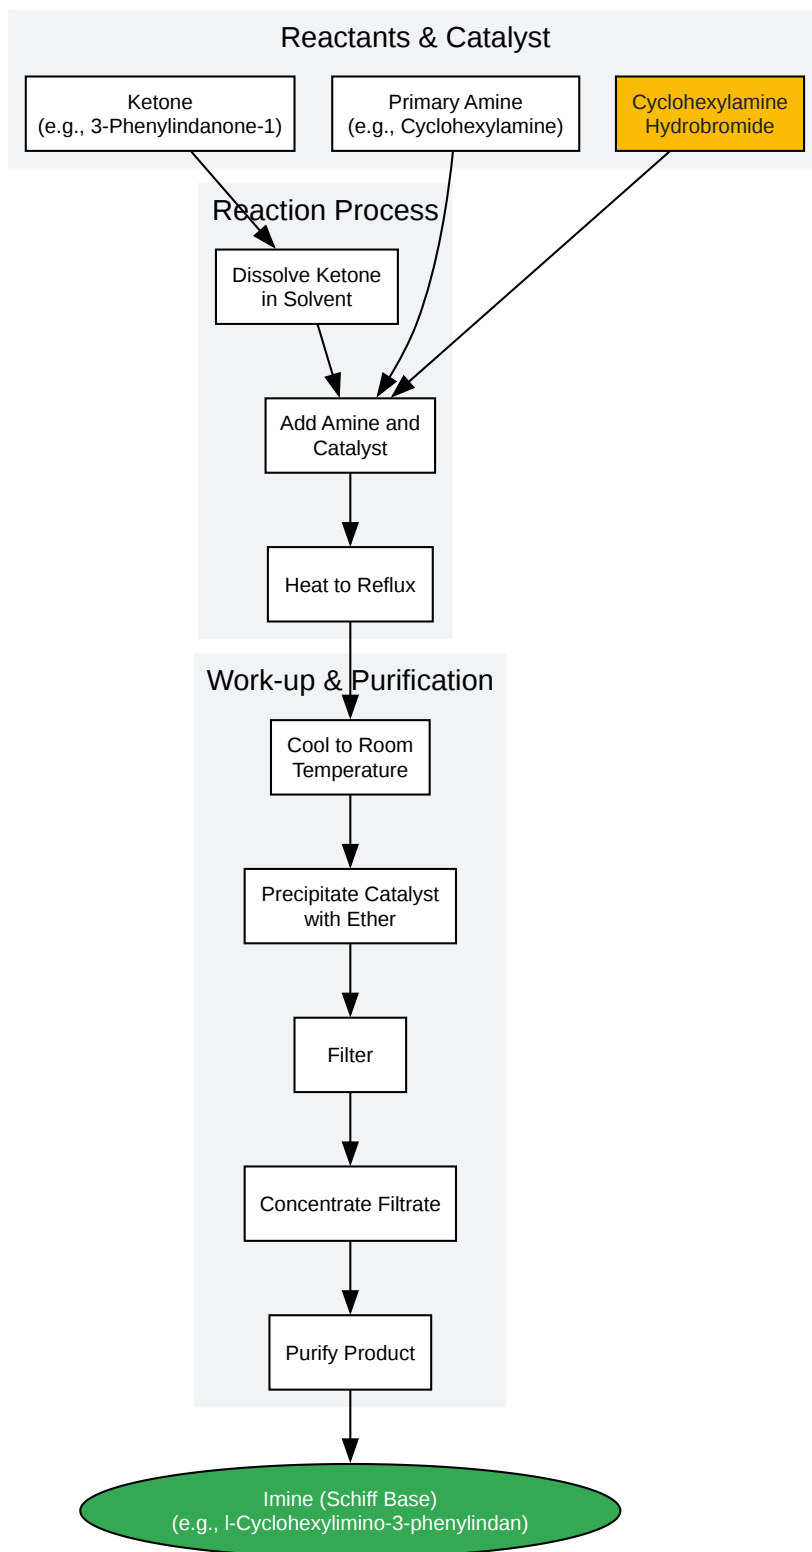 Reactants & Catalyst
Ketone
(e.g., 3-Phenylindanone-1)
Primary Amine
(e.g., Cyclohexylamine)
Cyclohexylamine
Hydrobromide
Reaction Process
Dissolve Ketone
in Solvent
Add Amine and
Catalyst
Heat to Reflux
Work-up & Purification
Cool to Room
Temperature
Precipitate Catalyst
with Ether
Filter
Concentrate Filtrate
Purify Product
Imine (Schiff Base)
(e.g., l-Cyclohexylimino-3-phenylindan)